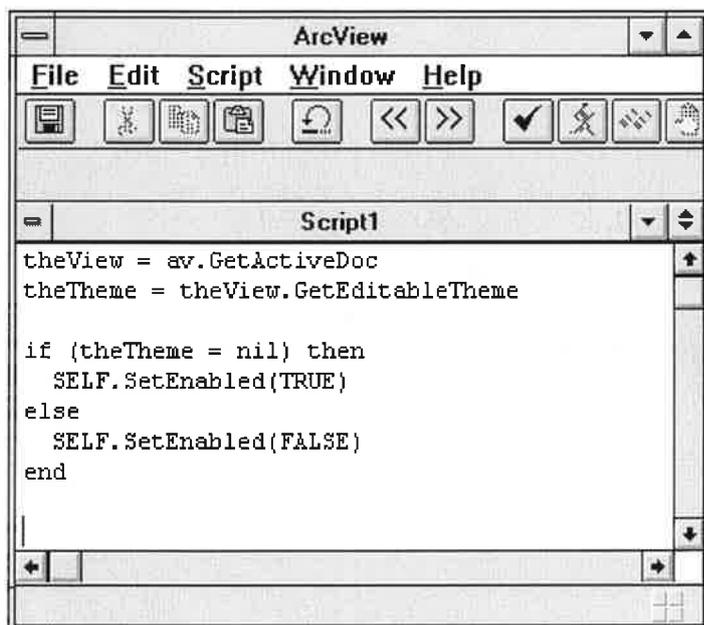 ArcView
File Edit Script Window Help
Script1
theView = av.GetActiveDoc
theTheme = theView.GetEditableTheme
if (theTheme = nil) then
  SELF.SetEnabled(TRUE)
else
  SELF.SetEnabled(FALSE)
end